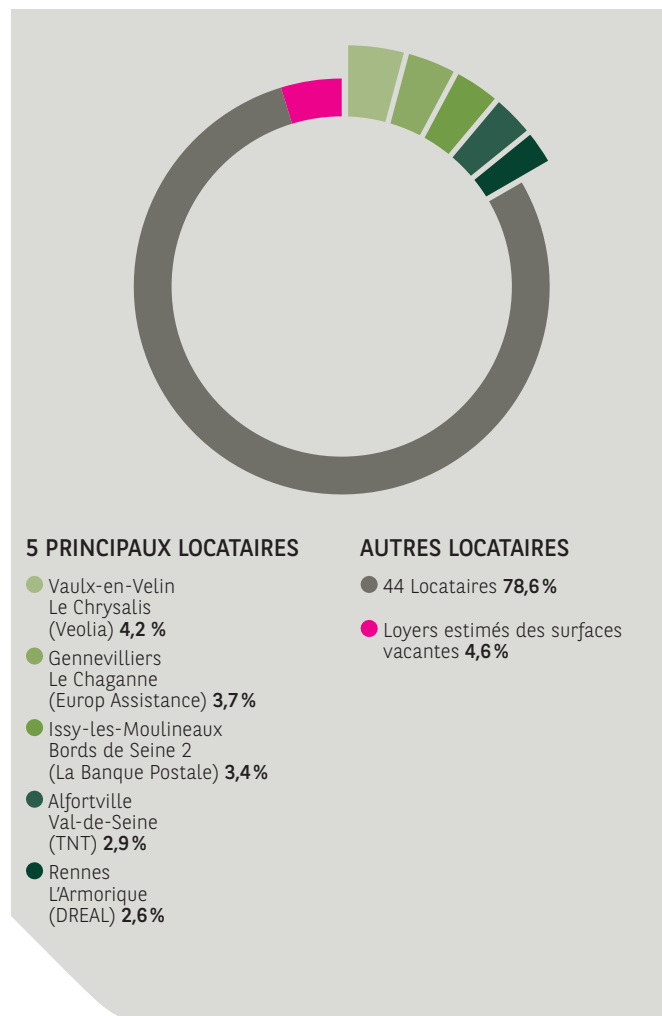 5 PRINCIPAUX LOCATAIRES
Vaulx-en-Velin
Le Chrysalis
(Veolia) 4,2 %
Gennevilliers
Le Chaganne
(Europ Assistance) 3,7 %
Issy-les-Moulineaux
Bords de Seine 2
(La Banque Postale) 3,4 %
Alfortville
Val-de-Seine
(TNT) 2,9 %
Rennes
L'Armorique
(DREAL) 2,6 %
AUTRES LOCATAIRES
44 Locataires 78,6 %
Loyers estimés des surfaces
vacantes 4,6 %